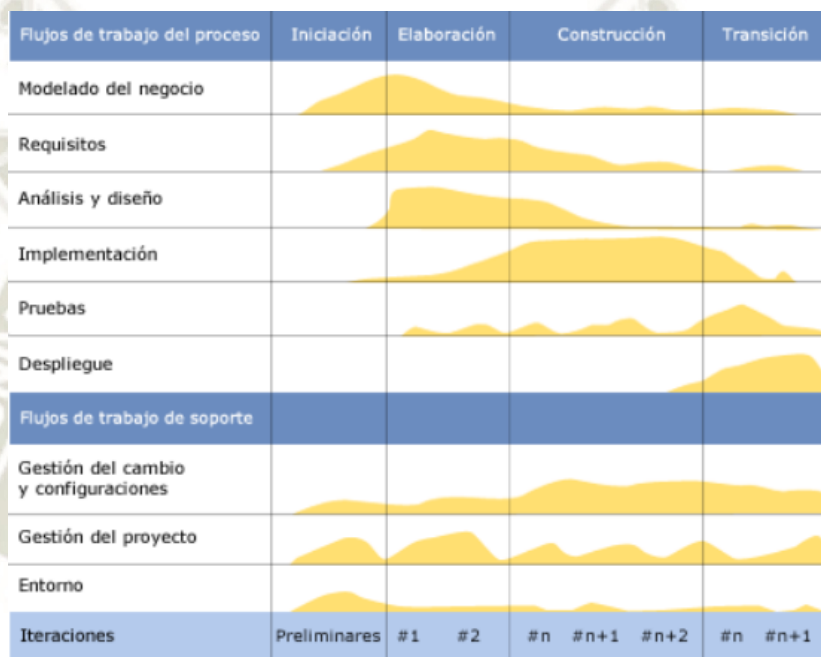 Flujos de trabajo del proceso Iniciación Elaboración Construcción Transición
Modelado del negocio
Requisitos
Análisis y diseño
Implementación
Pruebas
Despliegue
Flujos de trabajo de soporte
Gestión del cambio
y configuraciones
Gestión del proyecto
Entorno
Iteraciones Preliminares #1 #2 #n #n+1 #n+2 #n #n+1